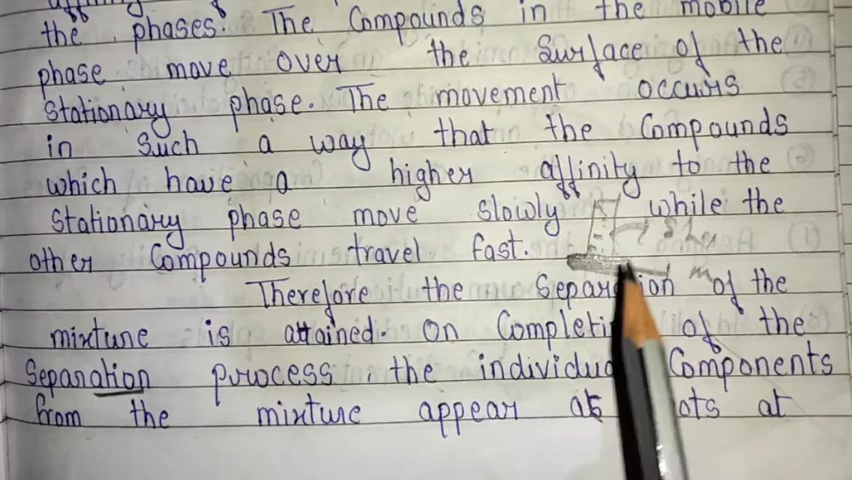 the phases. The Compounds in the mobile
phase move over the Surface of the
Stationary phase. The movement occurs
in Such a way that the Compounds
which have a higher affinity to the
Stationary phase move slowly while the
other Compounds travel fast.
Therefore the Separation of the
mixture is attained. On of the
Separation process, the Components
from the mixture appear as at